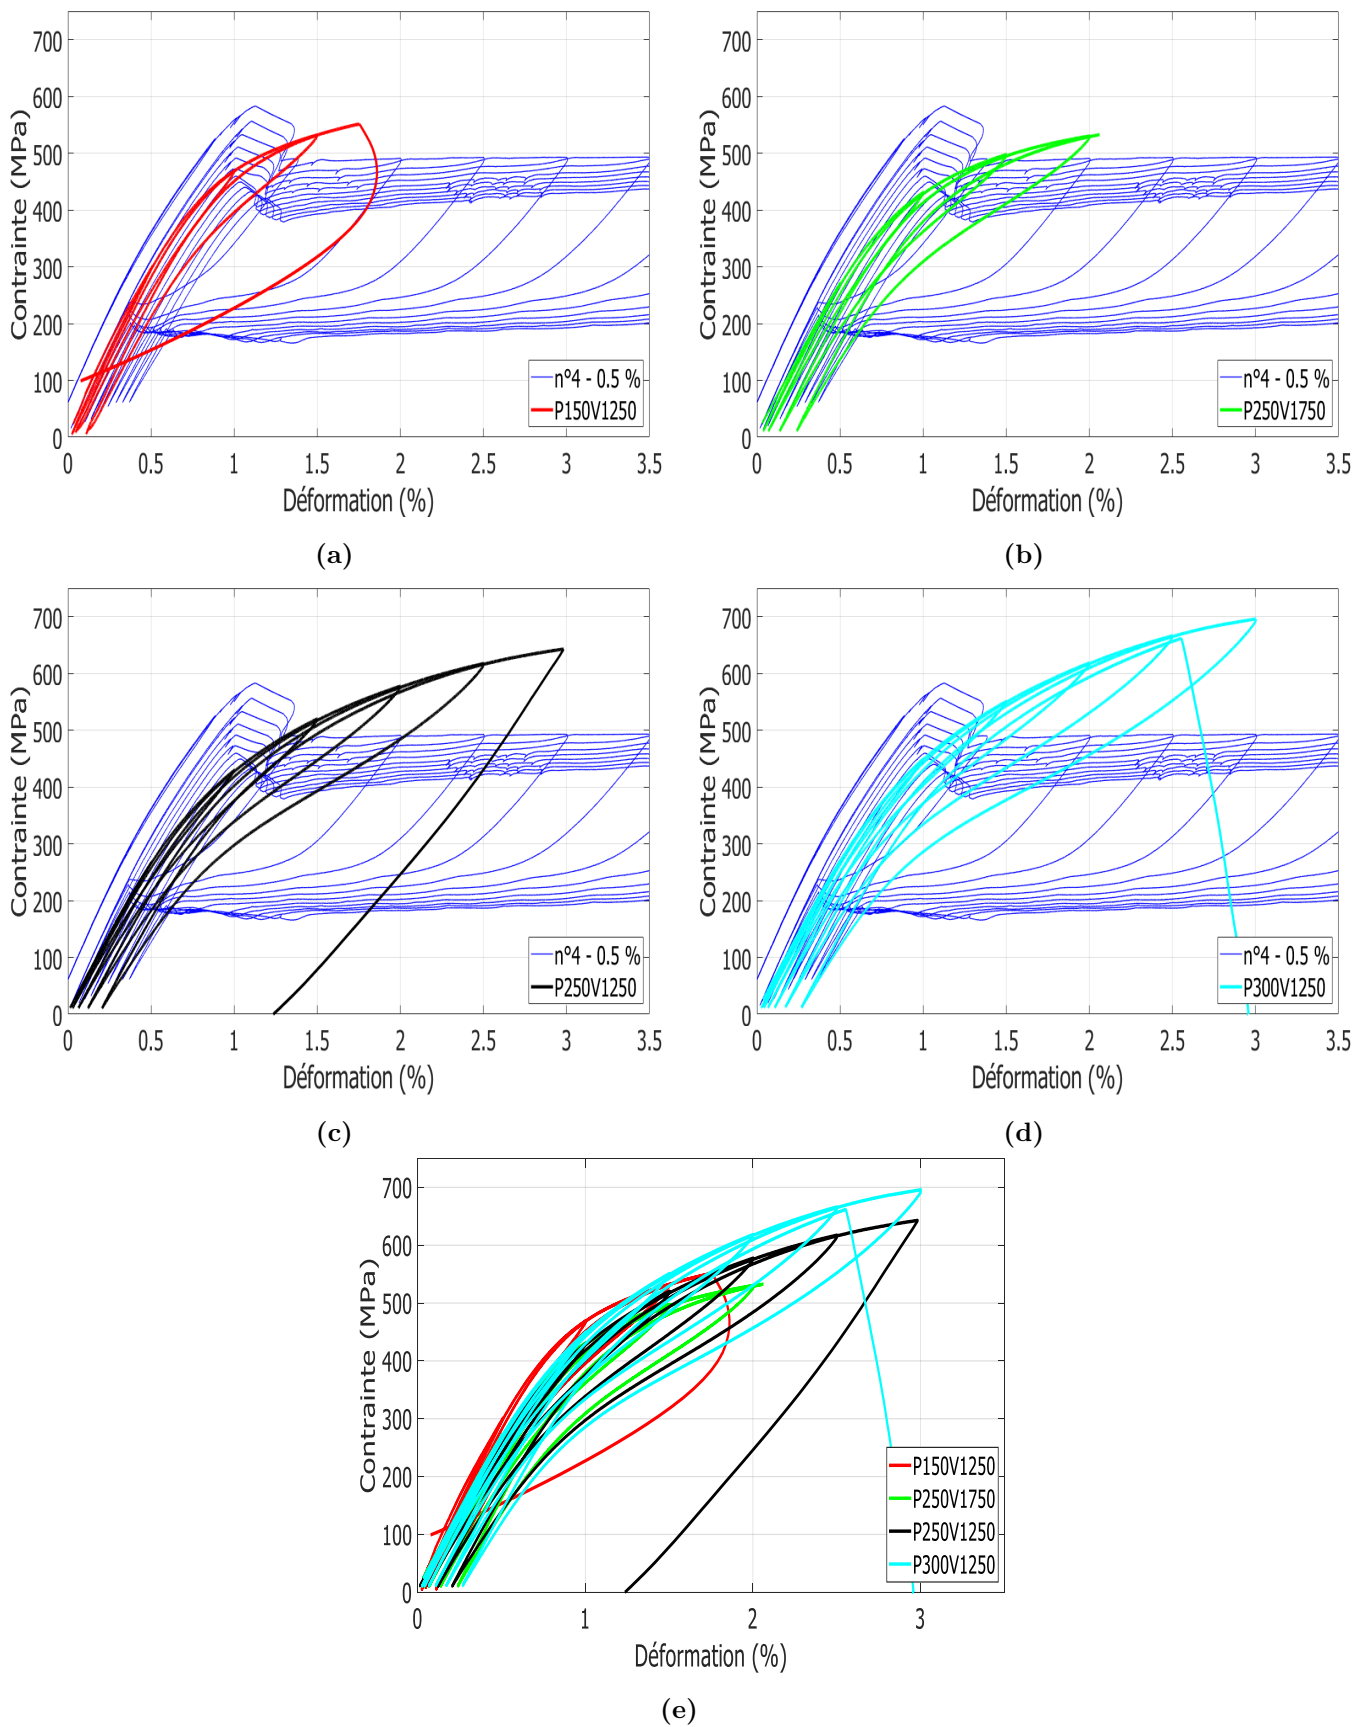 Contrainte (MPa)
700
600
500
400
300
200
100
0
0 0.5 1 1.5 2 2.5 3 3.5
Déformation (%)
n°4 - 0.5 %
P150V1250
(a)
Contrainte (MPa)
700
600
500
400
300
200
100
0
0 0.5 1 1.5 2 2.5 3 3.5
Déformation (%)
n°4 - 0.5 %
P250V1750
(b)
Contrainte (MPa)
700
600
500
400
300
200
100
0
0 0.5 1 1.5 2 2.5 3 3.5
Déformation (%)
n°4 - 0.5 %
P250V1250
(c)
Contrainte (MPa)
700
600
500
400
300
200
100
0
0 0.5 1 1.5 2 2.5 3 3.5
Déformation (%)
n°4 - 0.5 %
P300V1250
(d)
Contrainte (MPa)
700
600
500
400
300
200
100
0
0 1 2 3
Déformation (%)
P150V1250
P250V1750
P250V1250
P300V1250
(e)